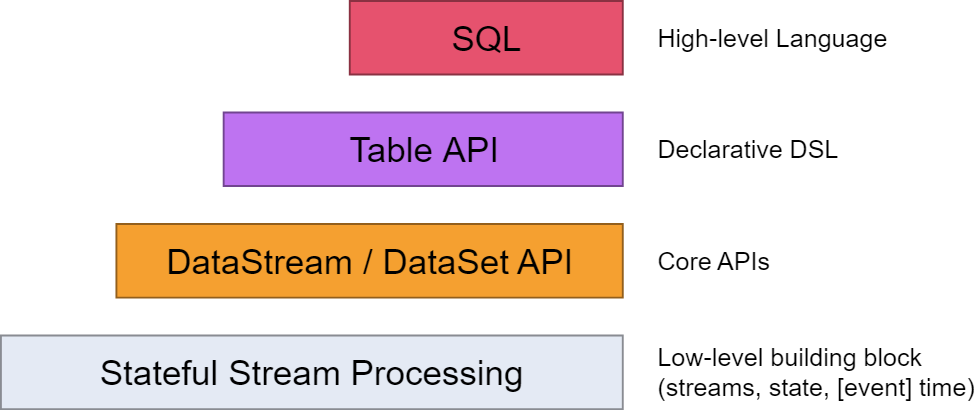 SQL
High-level Language
Table API
Declarative DSL
DataStream / DataSet API
Core APIs
Stateful Stream Processing
Low-level building block
(streams, state, [event] time)